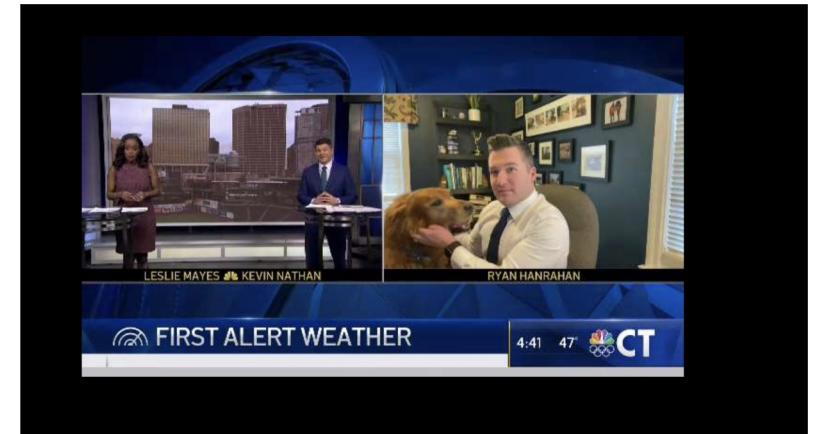 LESLIE MAYES KEVIN NATHAN
RYAN HANRAHAN
FIRST ALERT WEATHER
4:41 47° CT